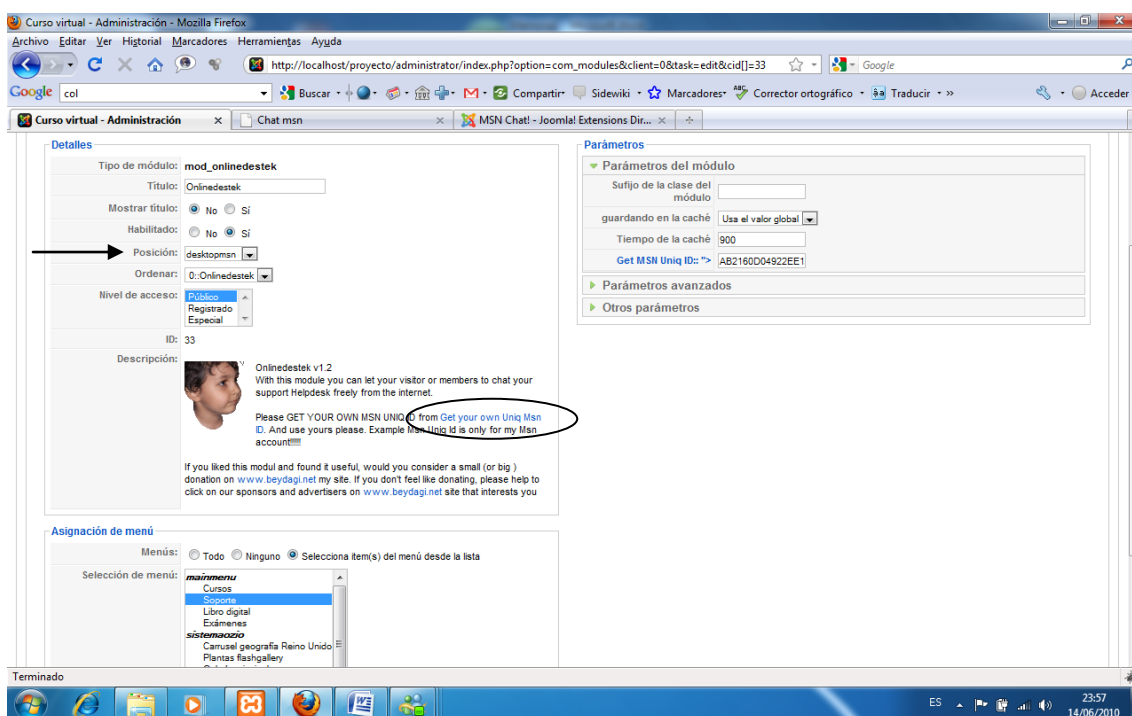 Curso virtual - Administración - Mozilla Firefox
Archivo Editar Ver Historial Marcadores Herramientas Ayuda
http://localhost/proyecto/administrator/index.php?option=com_modules&client=0&task=edit&cid[]=33 Google
Google col Buscar Compartir Sidewiki Marcadores Corrector ortográfico Traducir » Acceder
Curso virtual - Administración Chat msn MSN Chat! - Joomla! Extensions Dir...
Detalles
Tipo de módulo: mod_onlinedestek
Título: Onlinedestek
Mostrar título: No Sí
Habilitado: No Sí
Posición: desktopmsn
Ordenar: 0::Onlinedestek
Nivel de acceso: Público
Registrado
Especial
ID: 33
Descripción:
Onlinedestek v1.2
With this module you can let your visitor or members to chat your
support Helpdesk freely from the internet.
Please GET YOUR OWN MSN UNIQ ID from Get your own Uniq Msn
ID. And use yours please. Example Msn Uniq Id is only for my Msn
account
If you liked this modul and found it useful, would you consider a small (or big )
donation on www.beydagi.net my site. If you don't feel like donating, please help to
click on our sponsors and advertisers on www.beydagi.net site that interests you
Parámetros
Parámetros del módulo
Sufijo de la clase del
módulo
guardando en la caché Usa el valor global
Tiempo de la caché 900
Get MSN Uniq ID:: "> AB2160D04922EE1
Parámetros avanzados
Otros parámetros
Asignación de menú
Menús: Todo Ninguno Selecciona item(s) del menú desde la lista
Selección de menú: mainmenu
Cursos
Soporte
Libro digital
Exámenes
sistemaozio
Carrusel geografía Reino Unido
Plantas flashgallery
Terminado
ES 23:57
14/06/2010